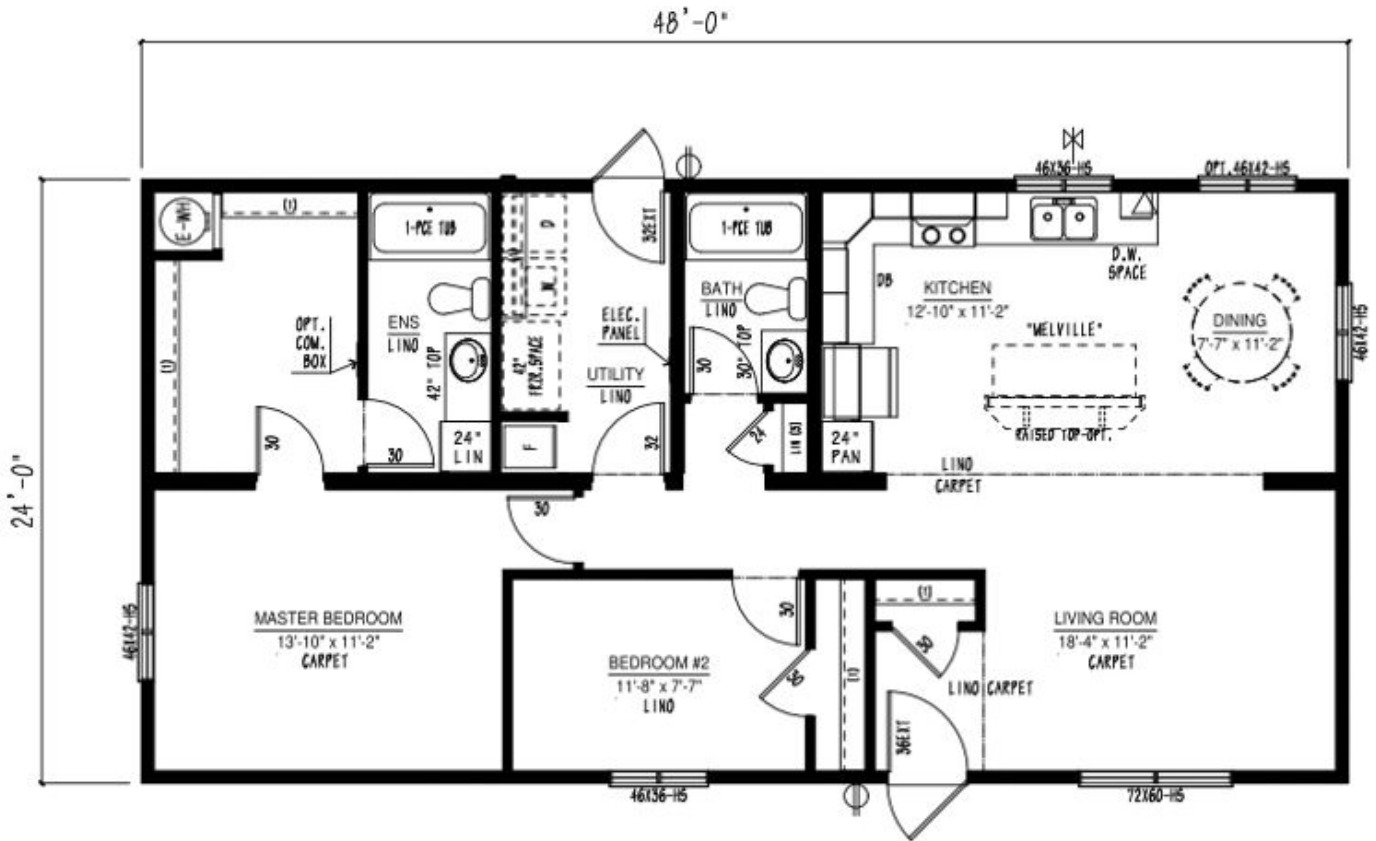 48'-0"
24'-0"
46X36-H5
OPT. 46X42-H5
E-WH
(1)
1-PCE TUB
D
32EXT
1-PCE TUB
(1)
W
D.W.
SPACE
DB
KITCHEN
12'-10" x 11'-2"
BATH
LINO
ENS
LINO
OPT.
COM.
BOX
ELEC.
PANEL
"MELVILLE"
DINING
7'-7" x 11'-2"
46X42-H5
42" TOP
42"
FRZR.SPACE
UTILITY
LINO
30
30" TOP
30
30
24"
LIN
F
32
24
LIN (3)
24"
PAN
RAISED TOP-OPT.
LINO
CARPET
30
46X42-H5
MASTER BEDROOM
13'-10" x 11'-2"
CARPET
BEDROOM #2
11'-8" x 7'-7"
LINO
30
30
(1)
(1)
30
LINO CARPET
LIVING ROOM
18'-4" x 11'-2"
CARPET
36EXT
46X36-H5
72X60-H5